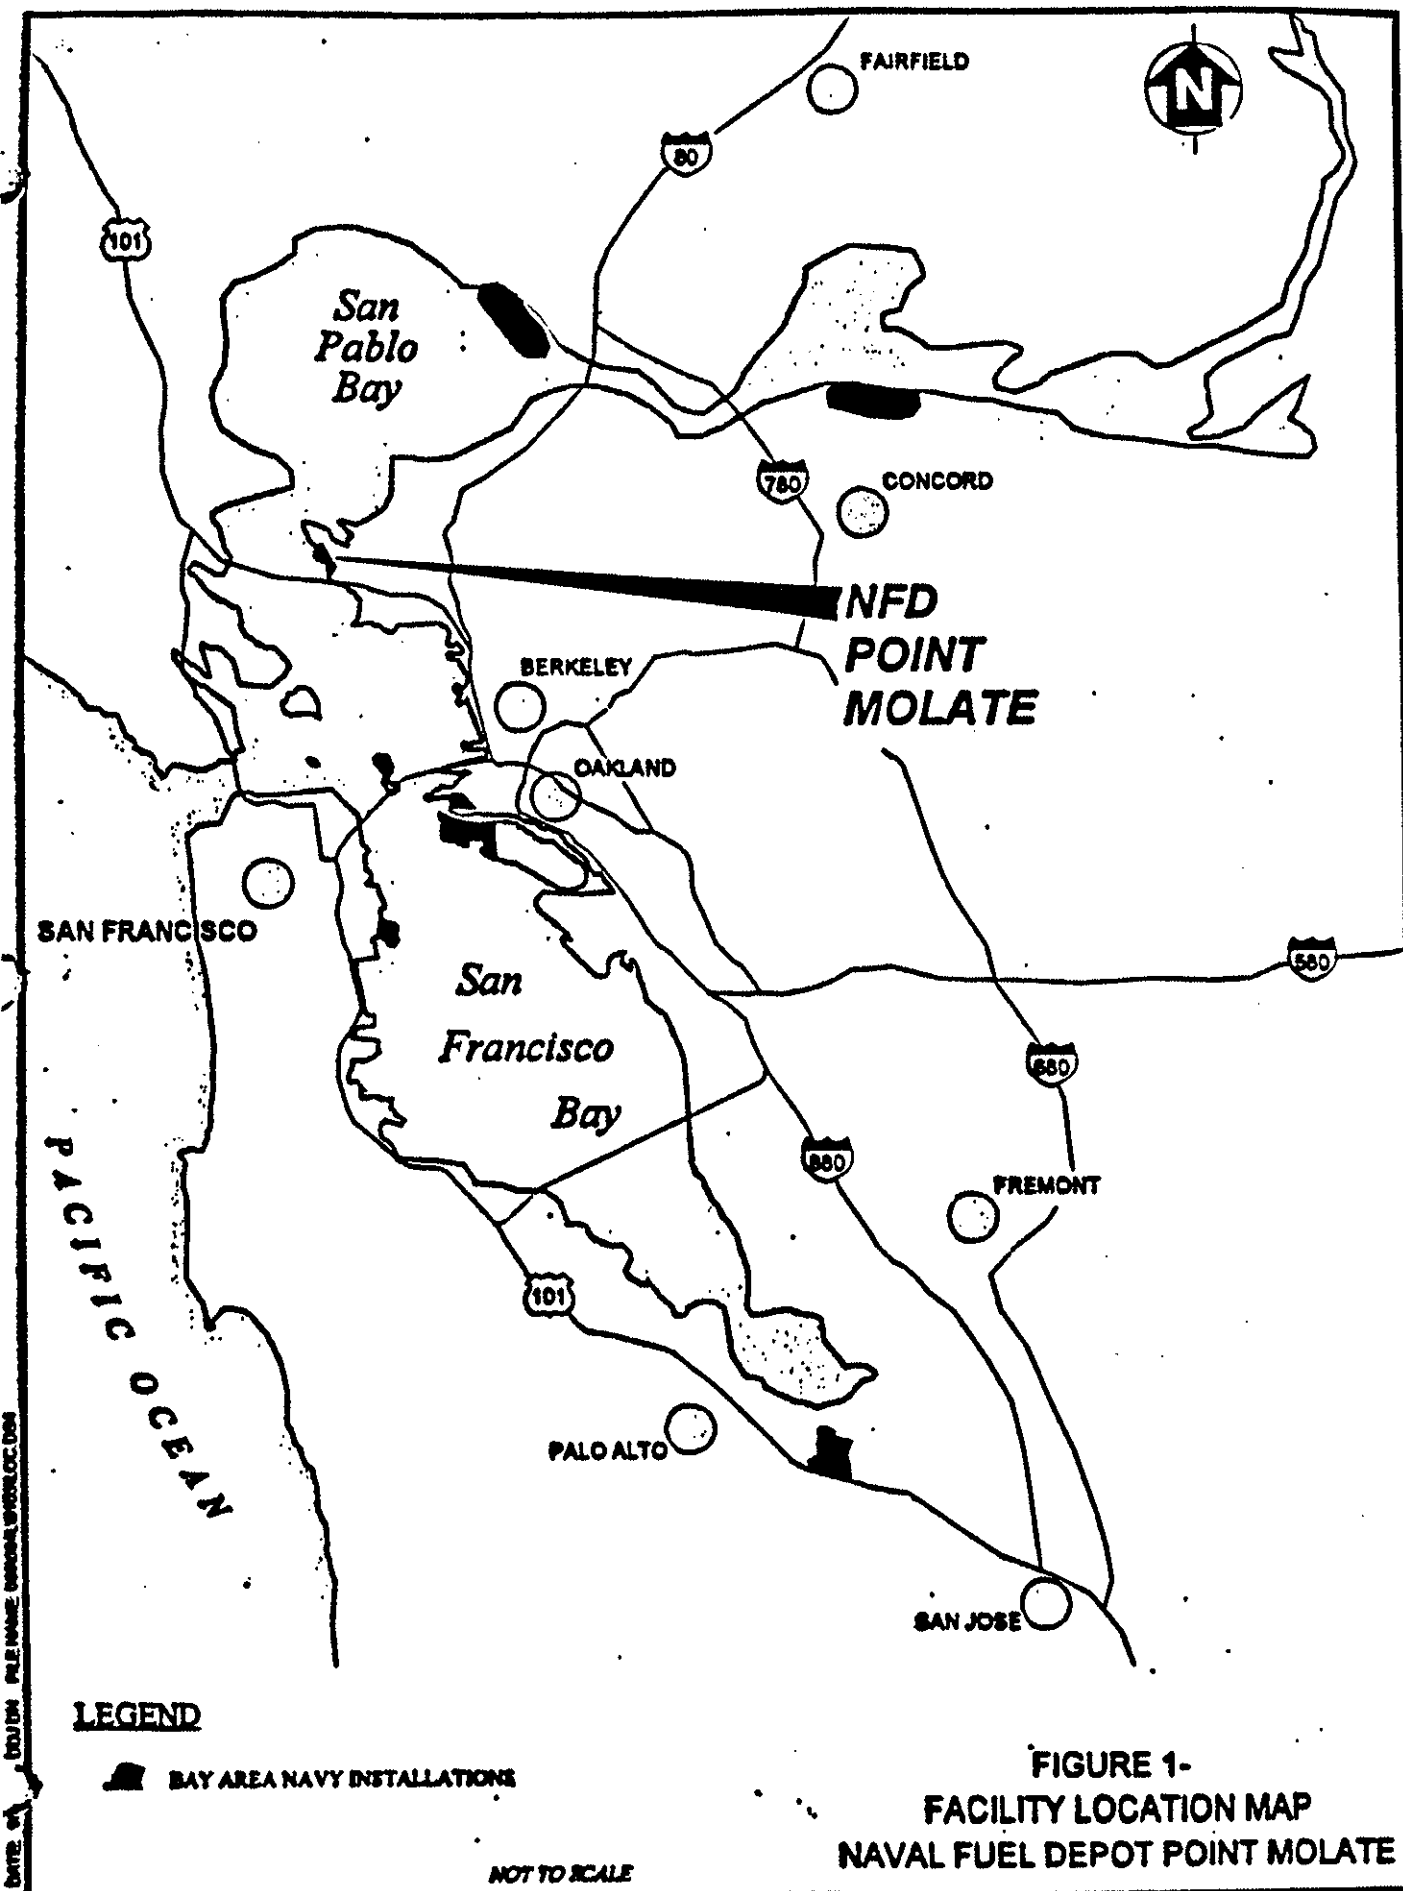 FAIRFIELD
N
80
101
San
Pablo
Bay
780
CONCORD
NFD
POINT
MOLATE
BERKELEY
OAKLAND
SAN FRANCISCO
San
Francisco
Bay
580
680
880
FREMONT
PACIFIC OCEAN
101
PALO ALTO
SAN JOSE
LEGEND
BAY AREA NAVY INSTALLATIONS
FIGURE 1-
FACILITY LOCATION MAP
NAVAL FUEL DEPOT POINT MOLATE
NOT TO SCALE
DATE
FILENAME